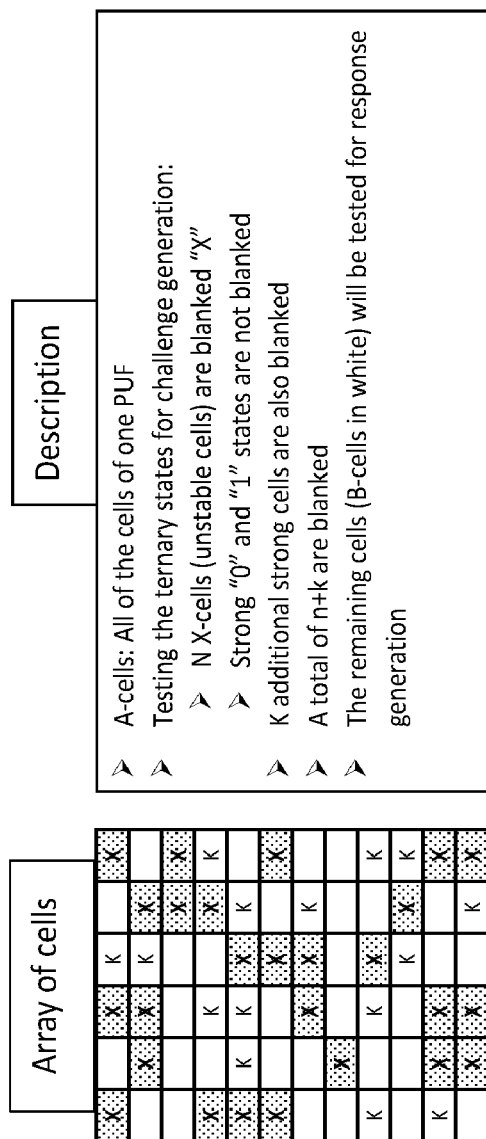 Array of cells
X X K X
X X K X
X X
X K X K
X K K X K
X X X
X X K
X
K K X K
K X K
K X X X
X X K X
Description
➢ A-cells: All of the cells of one PUF
➢ Testing the ternary states for challenge generation:
➢ N X-cells (unstable cells) are blanked “X”
➢ Strong “0” and “1” states are not blanked
➢ K additional strong cells are also blanked
➢ A total of n+k are blanked
➢ The remaining cells (B-cells in white) will be tested for response
generation